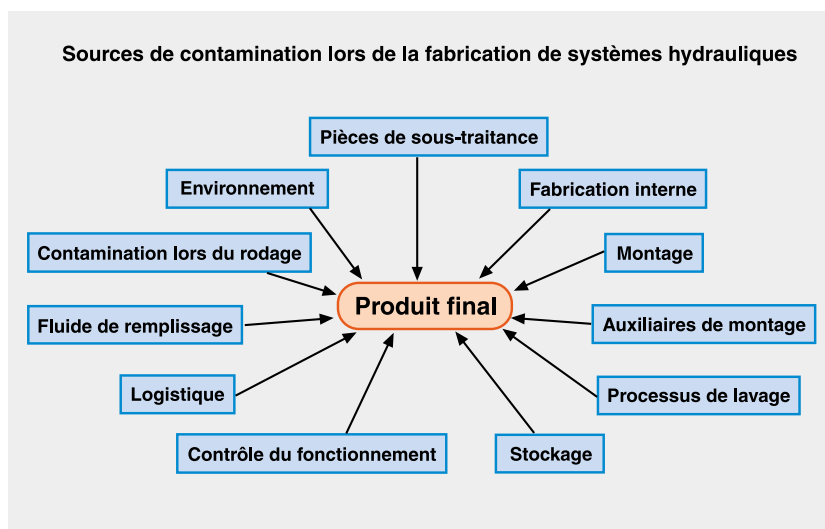 Sources de contamination lors de la fabrication de systèmes hydrauliques
Pièces de sous-traitance
Environnement
Fabrication interne
Contamination lors du rodage
Montage
Produit final
Fluide de remplissage
Auxiliaires de montage
Logistique
Processus de lavage
Contrôle du fonctionnement
Stockage